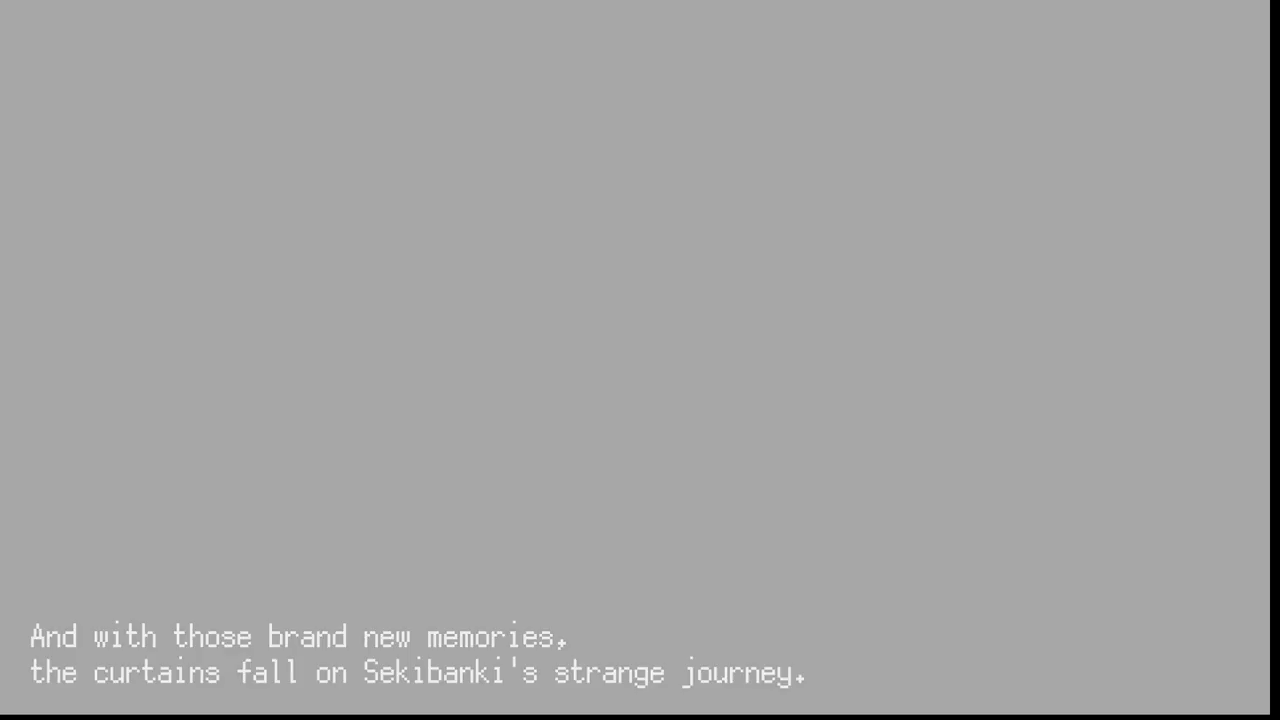 And with those brand new memories,
the curtains fall on Sekibanki's strange journey.